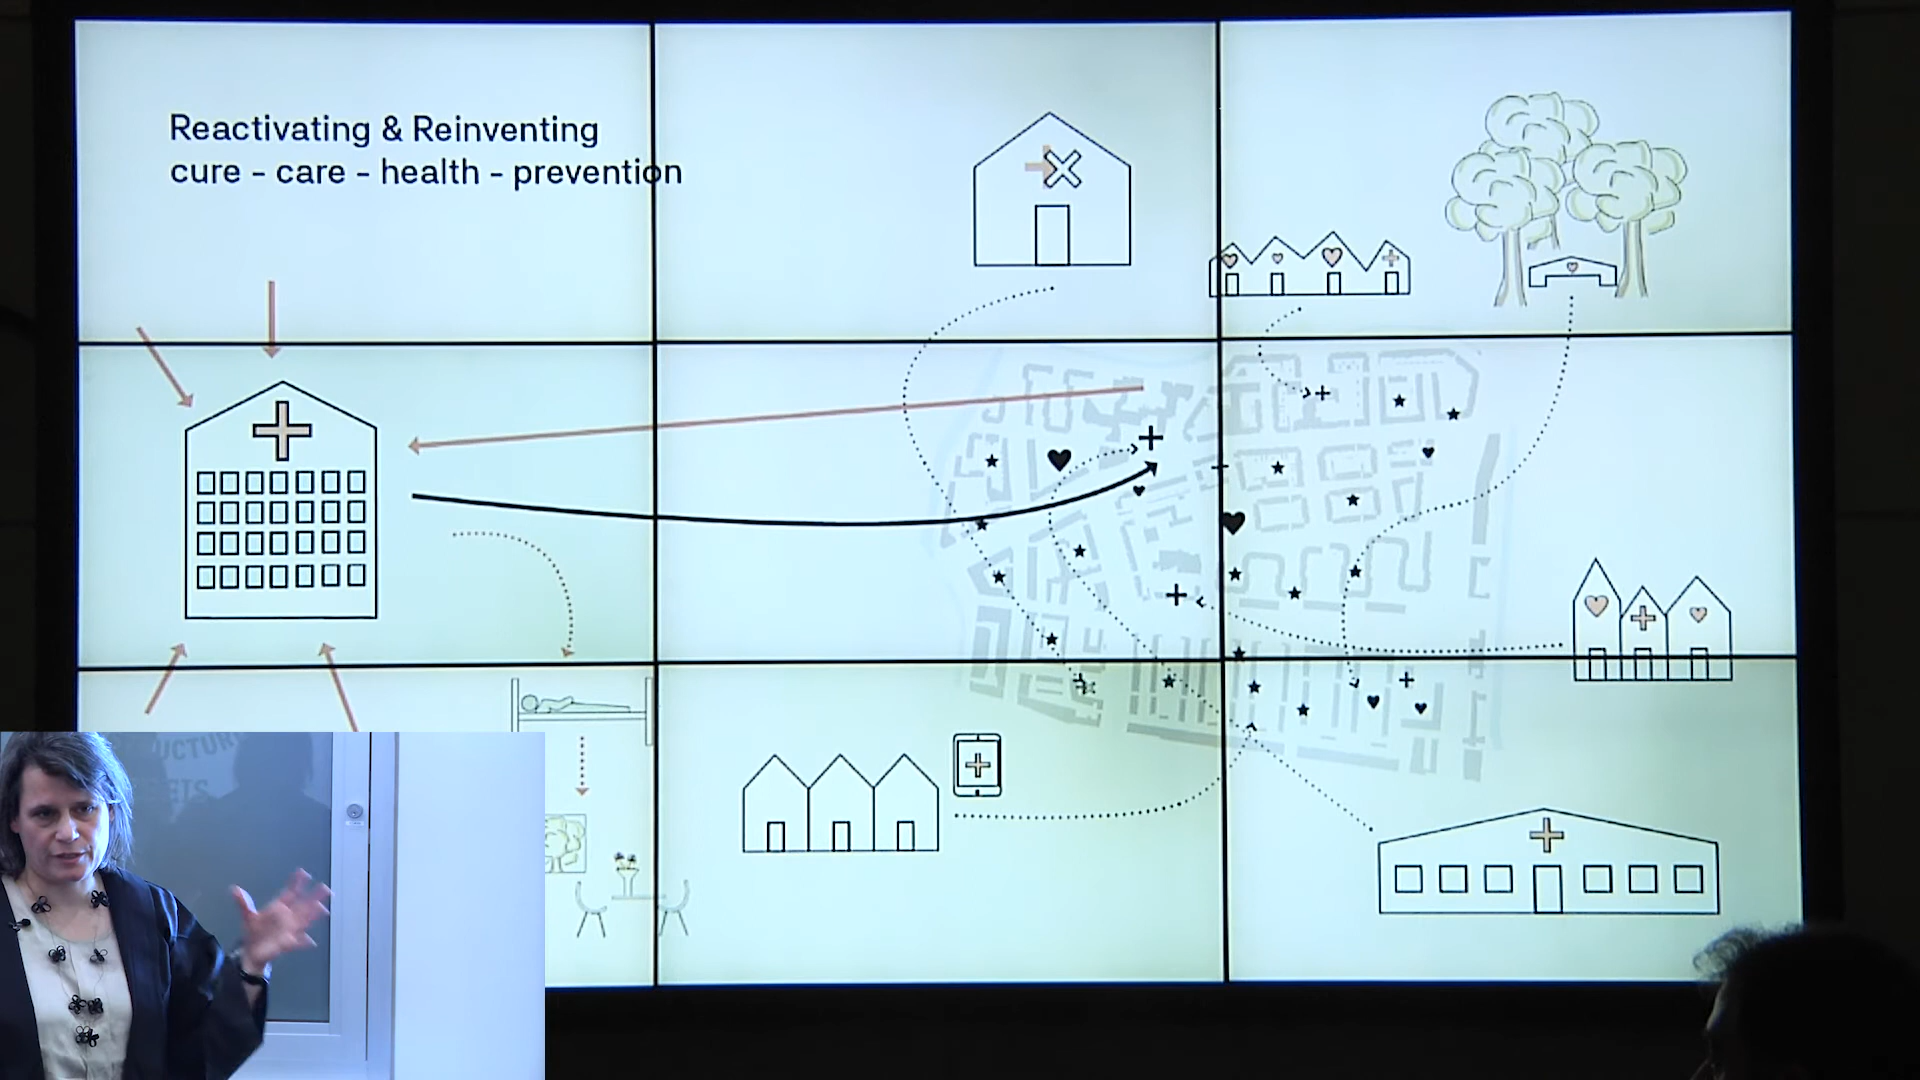 Reactivating & Reinventing
cure - care - health - prevention